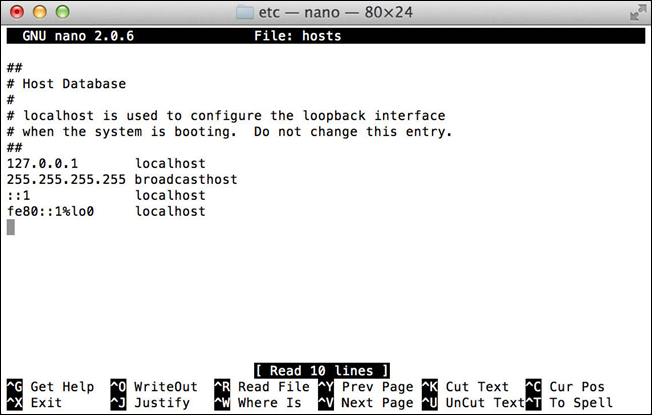 etc — nano — 80×24
GNU nano 2.0.6 File: hosts
##
# Host Database
#
# localhost is used to configure the loopback interface
# when the system is booting.  Do not change this entry.
##
127.0.0.1       localhost
255.255.255.255 broadcasthost
::1             localhost
fe80::1%lo0     localhost
[ Read 10 lines ]
^G Get Help ^O WriteOut ^R Read File ^Y Prev Page ^K Cut Text ^C Cur Pos
^X Exit ^J Justify ^W Where Is ^V Next Page ^U UnCut Text ^T To Spell